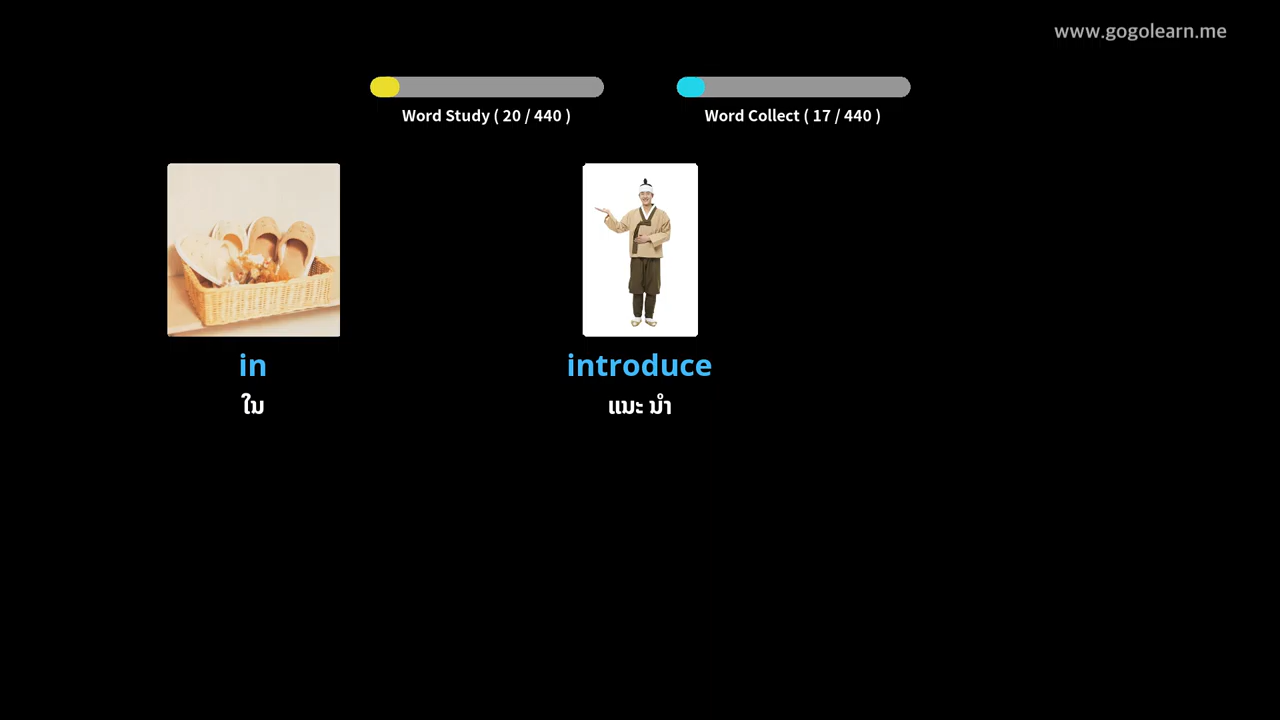 www.gogolearn.me
Word Study ( 20 / 440 )
Word Collect ( 17 / 440 )
in
introduce
ໃນ
ແນະ ນຳ